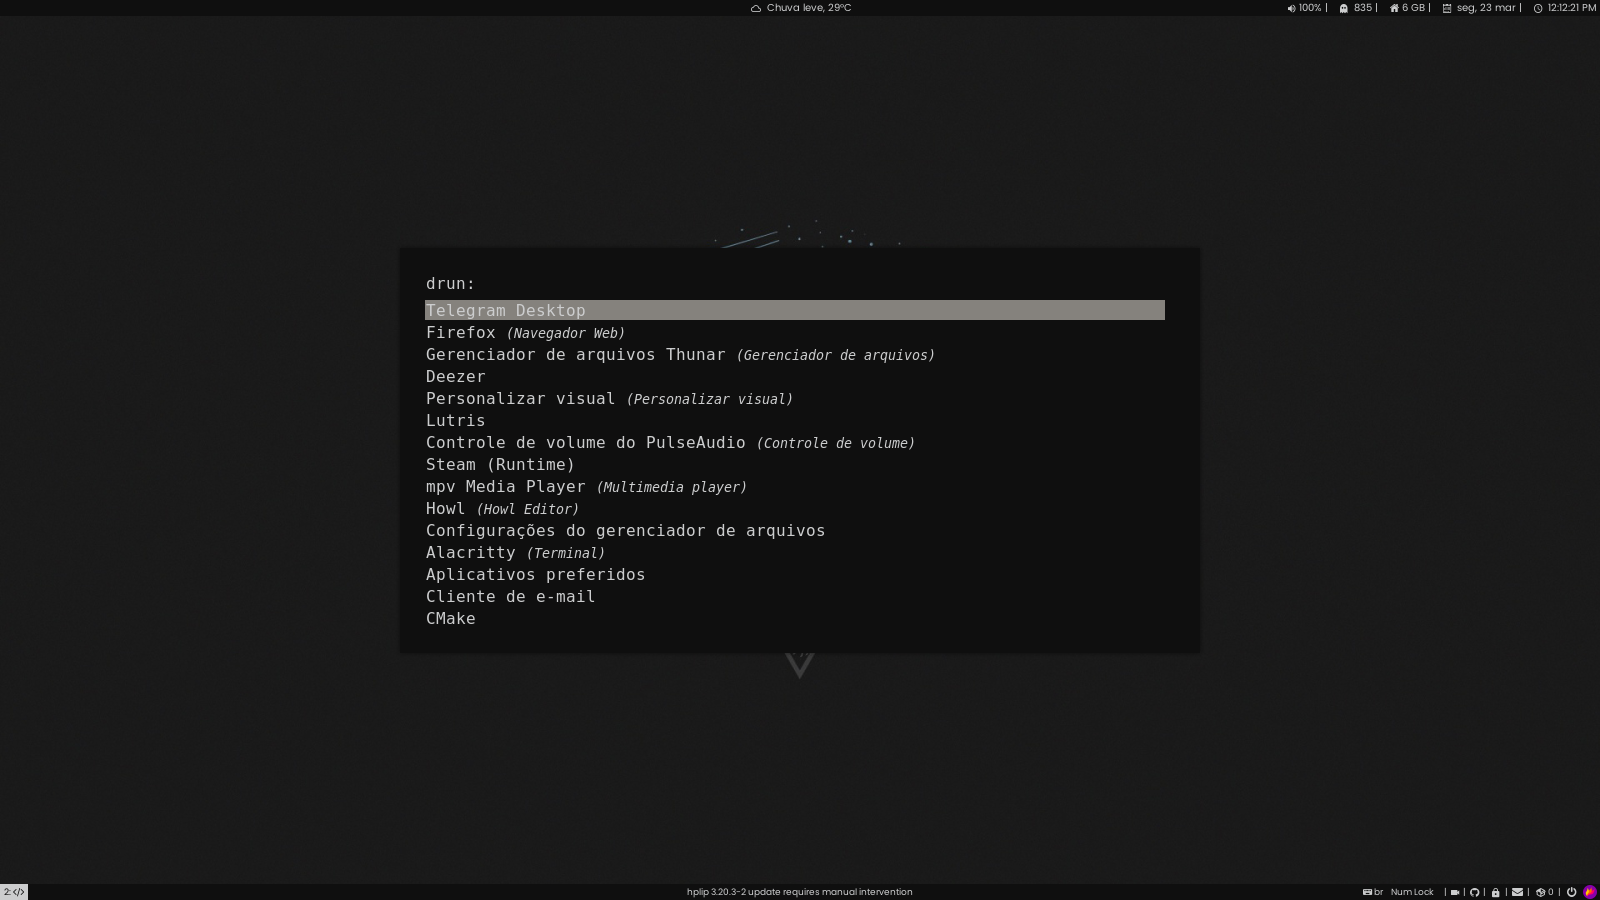 Chuva leve, 29°C
100% | 835 | 6 GB | seg, 23 mar | 12:12:21 PM
drun:
Telegram Desktop
Firefox (Navegador Web)
Gerenciador de arquivos Thunar (Gerenciador de arquivos)
Deezer
Personalizar visual (Personalizar visual)
Lutris
Controle de volume do PulseAudio (Controle de volume)
Steam (Runtime)
mpv Media Player (Multimedia player)
Howl (Howl Editor)
Configurações do gerenciador de arquivos
Alacritty (Terminal)
Aplicativos preferidos
Cliente de e-mail
CMake
2: </>
hplip 3.20.3-2 update requires manual intervention
br Num Lock | | | | | 0 |